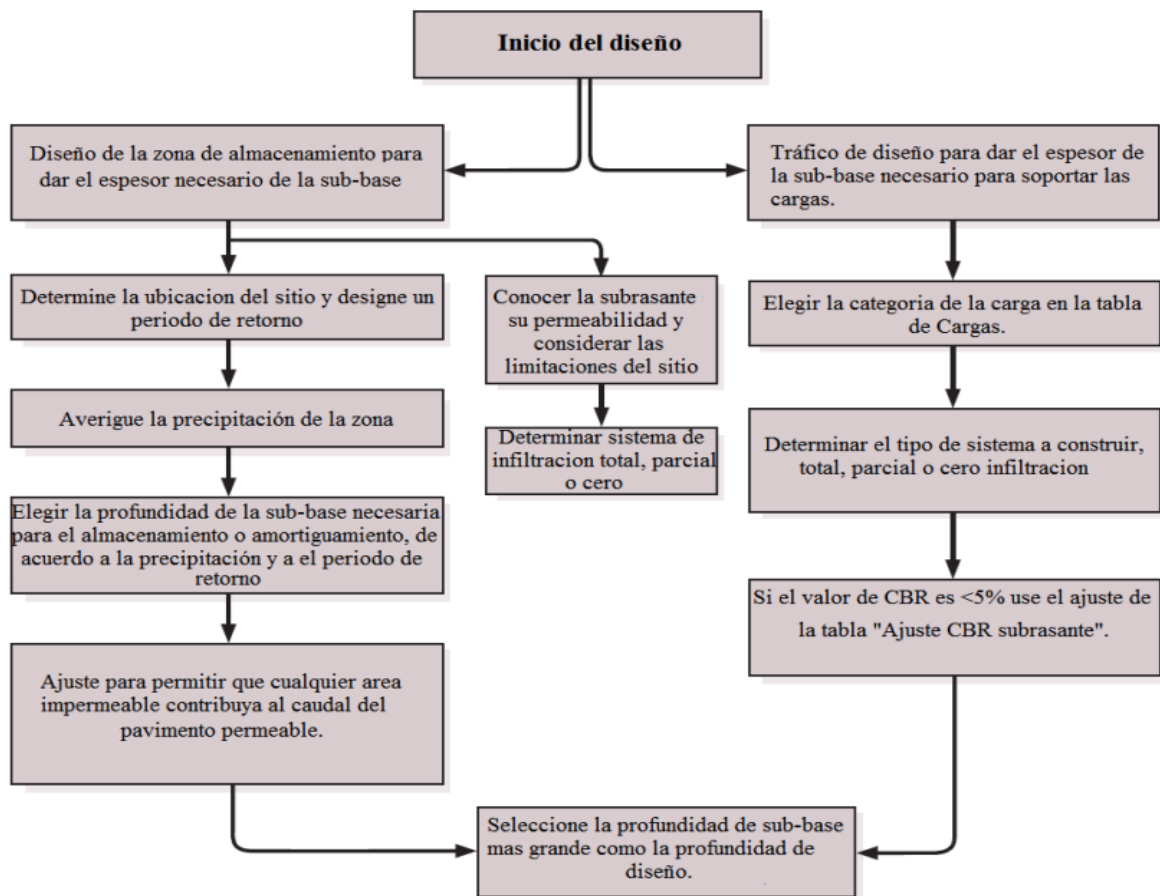 Inicio del diseño
Diseño de la zona de almacenamiento para
dar el espesor necesario de la sub-base
Tráfico de diseño para dar el espesor de
la sub-base necesario para soportar las
cargas.
Determine la ubicacion del sitio y designe un
periodo de retorno
Conocer la subrasante
su permeabilidad y
considerar las
limitaciones del sitio
Elegir la categoria de la carga en la tabla
de Cargas.
Averigue la precipitación de la zona
Determinar sistema de
infiltracion total, parcial
o cero
Determinar el tipo de sistema a construir,
total, parcial o cero infiltracion
Elegir la profundidad de la sub-base necesaria
para el almacenamiento o amortiguamiento, de
acuerdo a la precipitación y a el periodo de
retorno
Si el valor de CBR es <5% use el ajuste de
la tabla "Ajuste CBR subrasante".
Ajuste para permitir que cualquier area
impermeable contribuya al caudal del
pavimento permeable.
Seleccione la profundidad de sub-base
mas grande como la profundidad de
diseño.